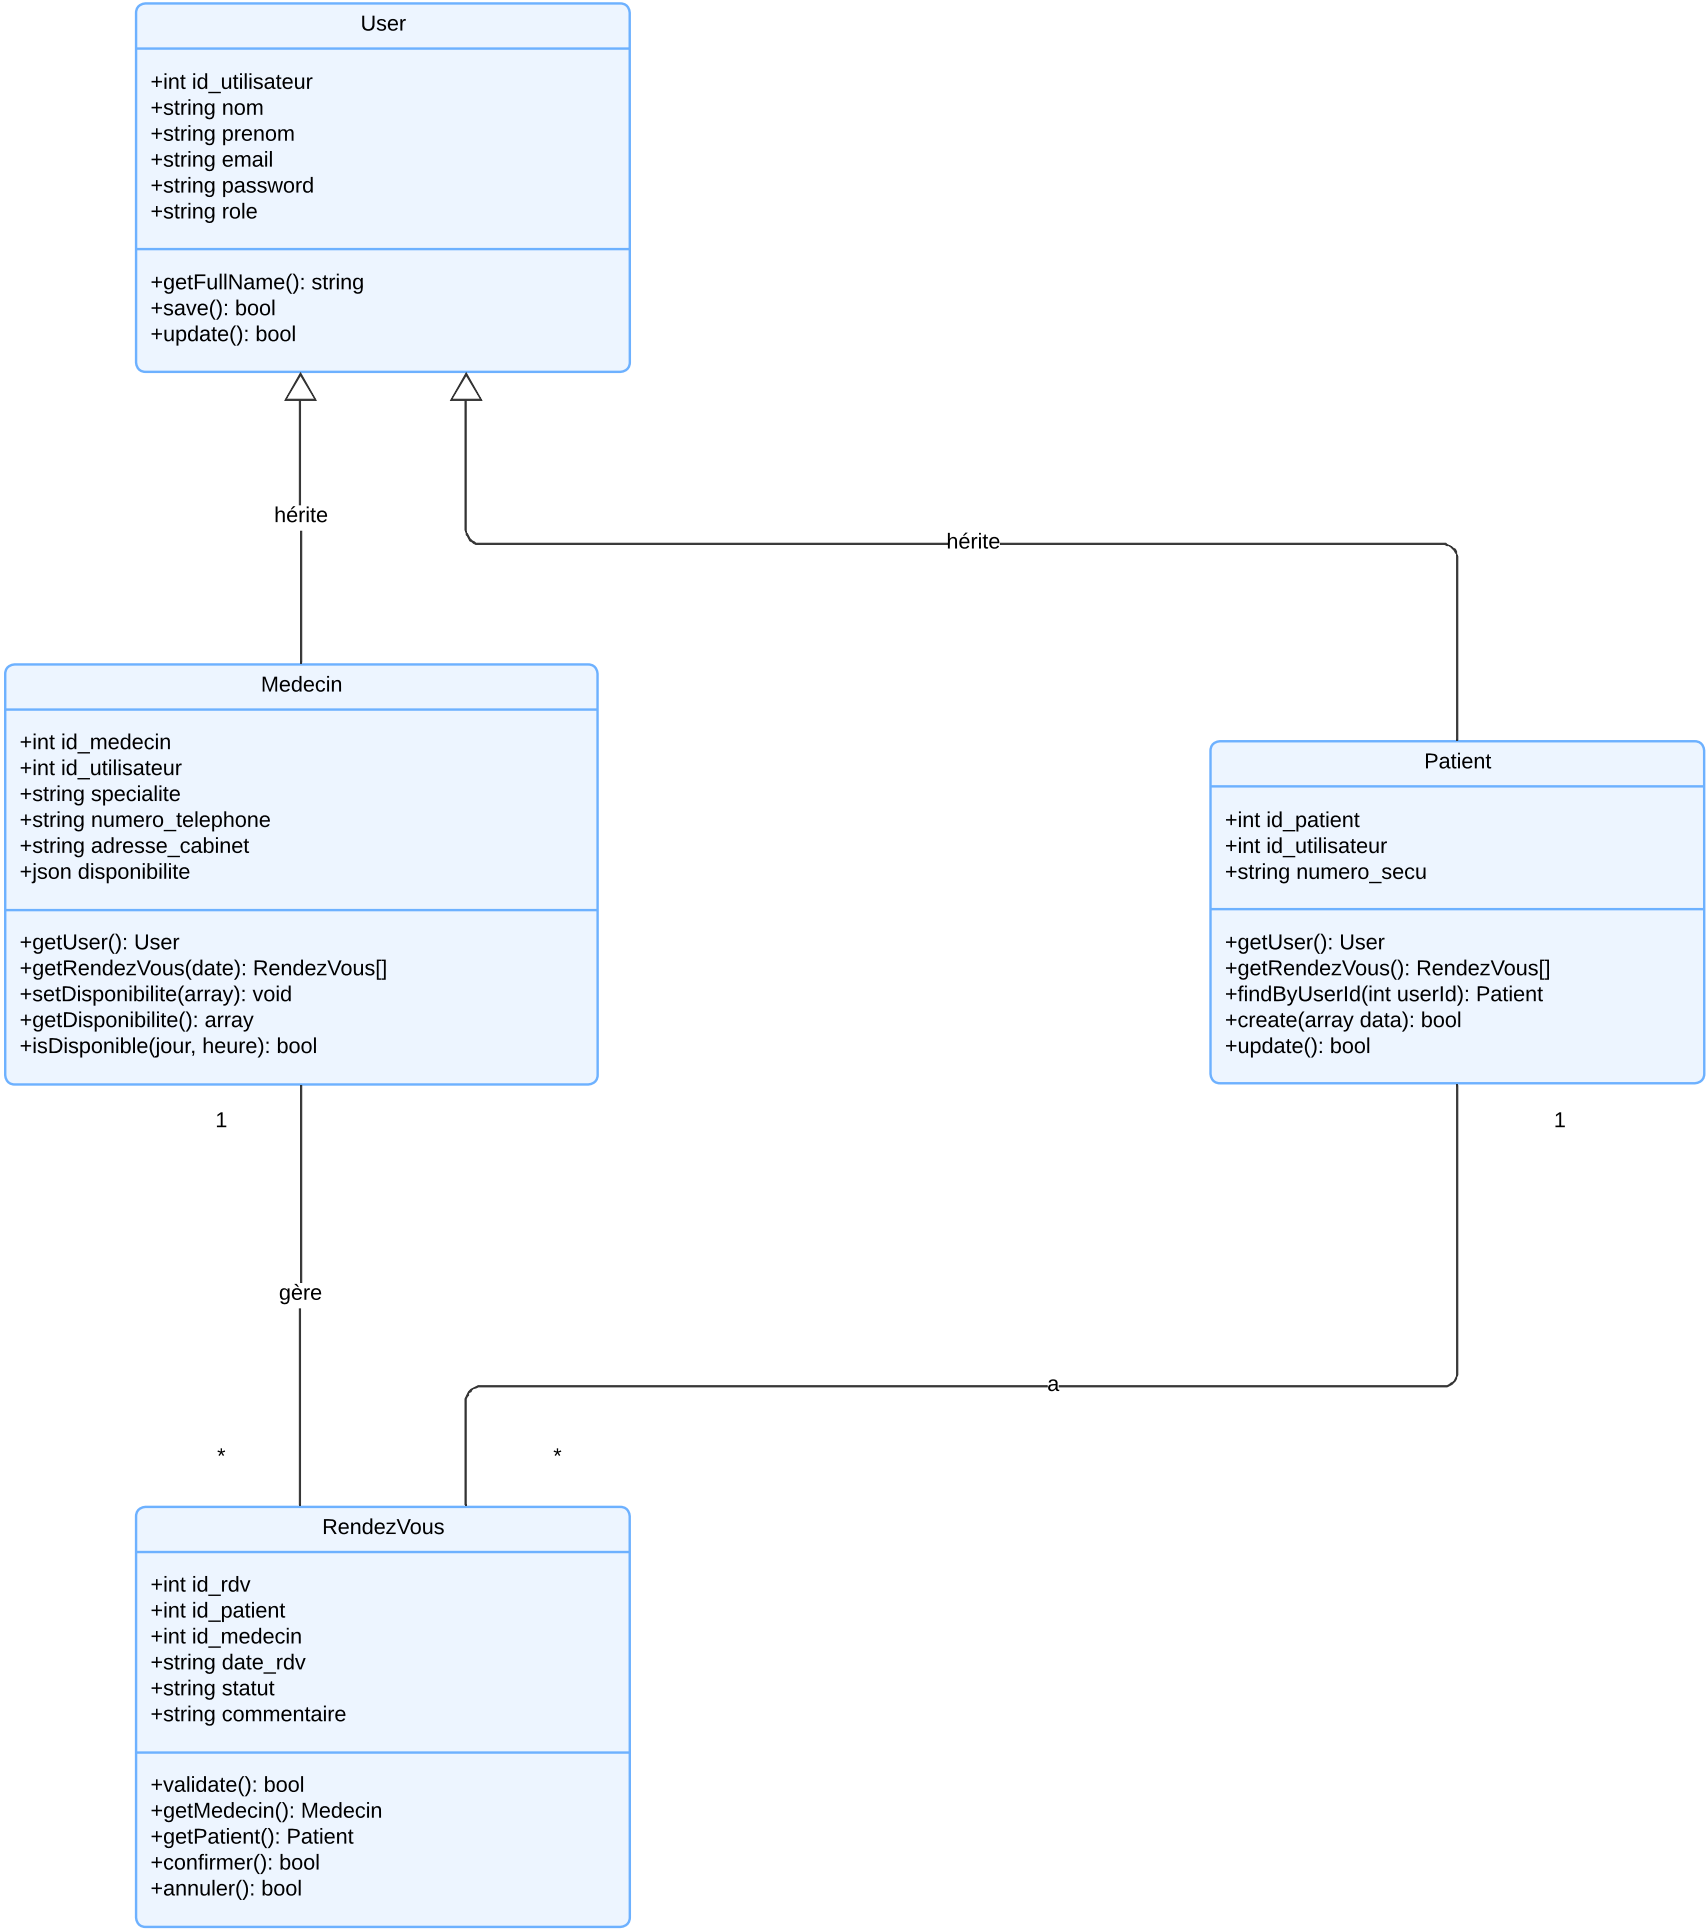 User
+int id_utilisateur
+string nom
+string prenom
+string email
+string password
+string role
+getFullName(): string
+save(): bool
+update(): bool
hérite
hérite
Medecin
+int id_medecin
+int id_utilisateur
+string specialite
+string numero_telephone
+string adresse_cabinet
+json disponibilite
+getUser(): User
+getRendezVous(date): RendezVous[]
+setDisponibilite(array): void
+getDisponibilite(): array
+isDisponible(jour, heure): bool
Patient
+int id_patient
+int id_utilisateur
+string numero_secu
+getUser(): User
+getRendezVous(): RendezVous[]
+findByUserId(int userId): Patient
+create(array data): bool
+update(): bool
1
1
gère
a
*
*
RendezVous
+int id_rdv
+int id_patient
+int id_medecin
+string date_rdv
+string statut
+string commentaire
+validate(): bool
+getMedecin(): Medecin
+getPatient(): Patient
+confirmer(): bool
+annuler(): bool